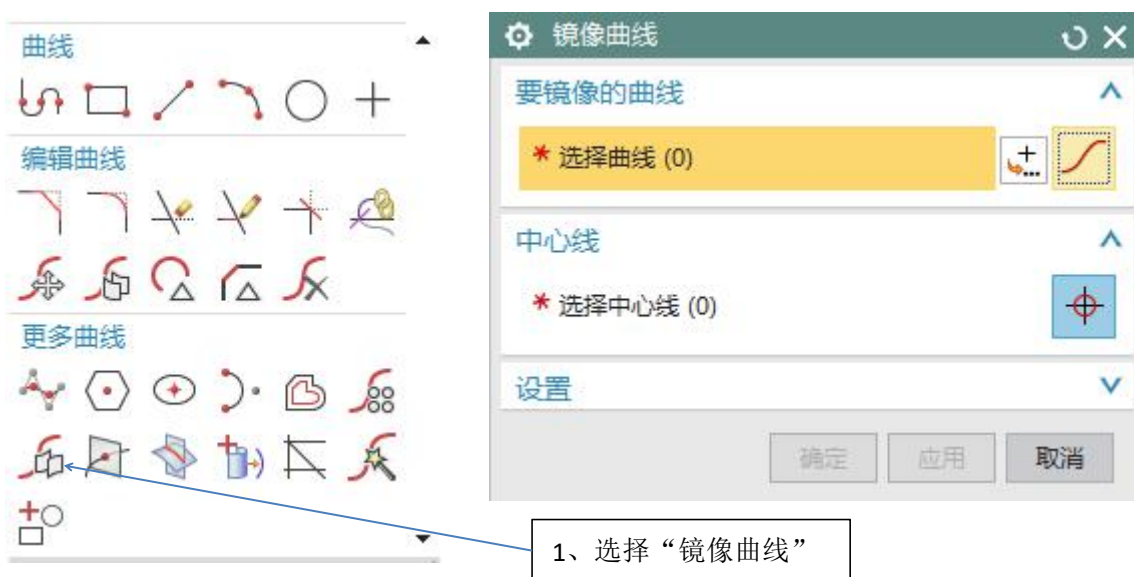 曲线
编辑曲线
更多曲线
镜像曲线
要镜像的曲线
* 选择曲线 (0)
中心线
* 选择中心线 (0)
设置
确定 应用 取消
1、选择“镜像曲线”